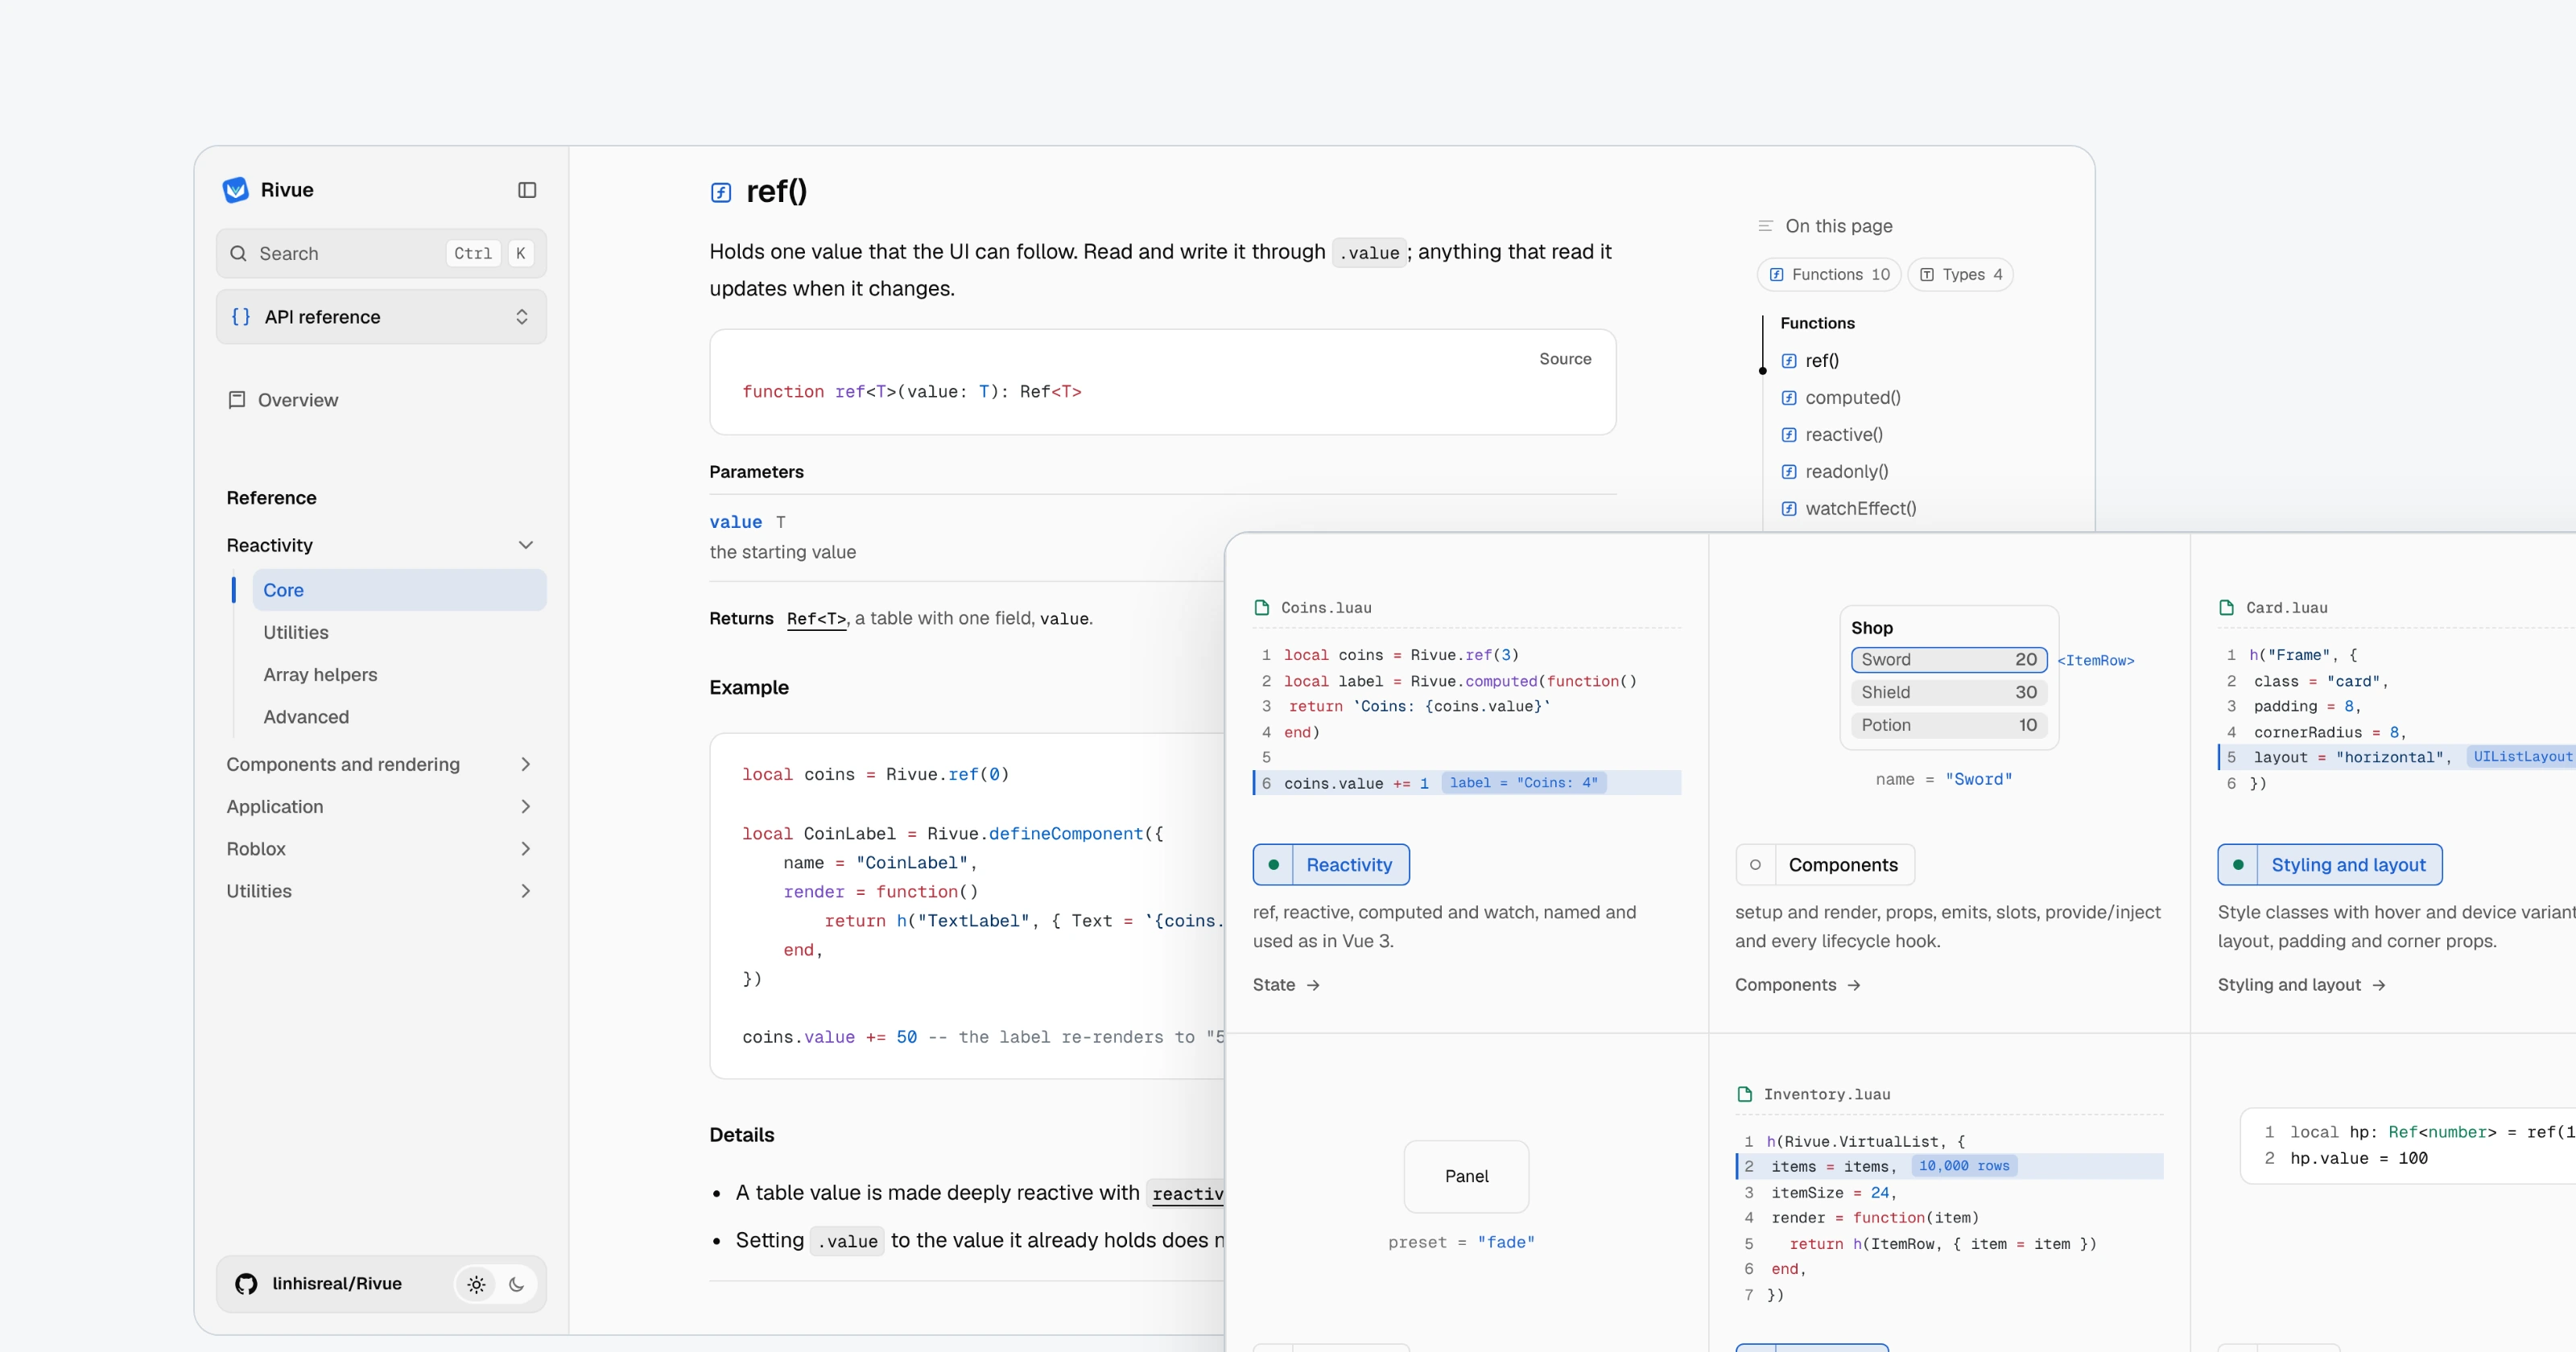 Rivue
Search Ctrl K
API reference
Overview
Reference
Reactivity
Core
Utilities
Array helpers
Advanced
Components and rendering
Application
Roblox
Utilities
linhisreal/Rivue
ref()
Holds one value that the UI can follow. Read and write it through .value; anything that read it
updates when it changes.
Source
function ref<T>(value: T): Ref<T>
Parameters
value T
the starting value
Returns Ref<T>, a table with one field, value.
Example
local coins = Rivue.ref(0)
local CoinLabel = Rivue.defineComponent({
name = "CoinLabel",
render = function()
return h("TextLabel", { Text = `{coins.
end,
})
coins.value += 50 -- the label re-renders to "5
Details
A table value is made deeply reactive with reactiv
Setting .value to the value it already holds does
On this page
Functions 10 Types 4
Functions
ref()
computed()
reactive()
readonly()
watchEffect()
Coins.luau
1 local coins = Rivue.ref(3)
2 local label = Rivue.computed(function()
3 return `Coins: {coins.value}`
4 end)
5
6 coins.value += 1 label = "Coins: 4"
Reactivity
ref, reactive, computed and watch, named and
used as in Vue 3.
State →
Shop
Sword 20 <ItemRow>
Shield 30
Potion 10
name = "Sword"
Components
setup and render, props, emits, slots, provide/inject
and every lifecycle hook.
Components →
Card.luau
1 h("Frame", {
2 class = "card",
3 padding = 8,
4 cornerRadius = 8,
5 layout = "horizontal", UIListLayout
6 })
Styling and layout
Style classes with hover and device variant
layout, padding and corner props.
Styling and layout →
Panel
preset = "fade"
Inventory.luau
1 h(Rivue.VirtualList, {
2 items = items, 10,000 rows
3 itemSize = 24,
4 render = function(item)
5 return h(ItemRow, { item = item })
6 end,
7 })
1 local hp: Ref<number> = ref(1
2 hp.value = 100